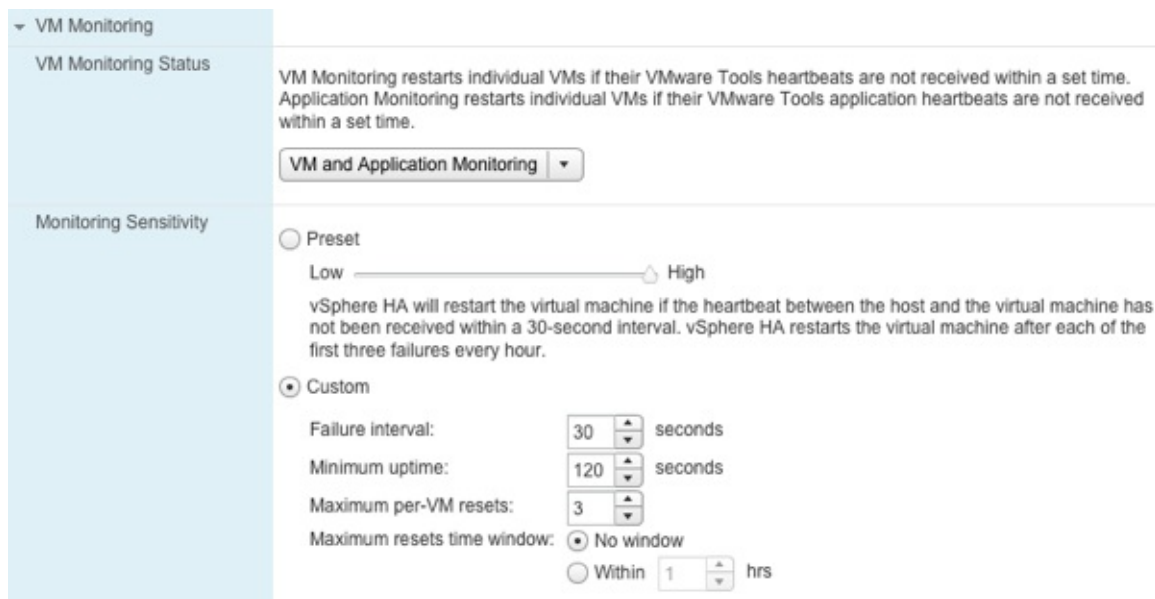 VM Monitoring
VM Monitoring Status
VM Monitoring restarts individual VMs if their VMware Tools heartbeats are not received within a set time.
Application Monitoring restarts individual VMs if their VMware Tools application heartbeats are not received
within a set time.
VM and Application Monitoring
Monitoring Sensitivity
Preset
Low High
vSphere HA will restart the virtual machine if the heartbeat between the host and the virtual machine has
not been received within a 30-second interval. vSphere HA restarts the virtual machine after each of the
first three failures every hour.
Custom
Failure interval: 30 seconds
Minimum uptime: 120 seconds
Maximum per-VM resets: 3
Maximum resets time window: No window
Within 1 hrs